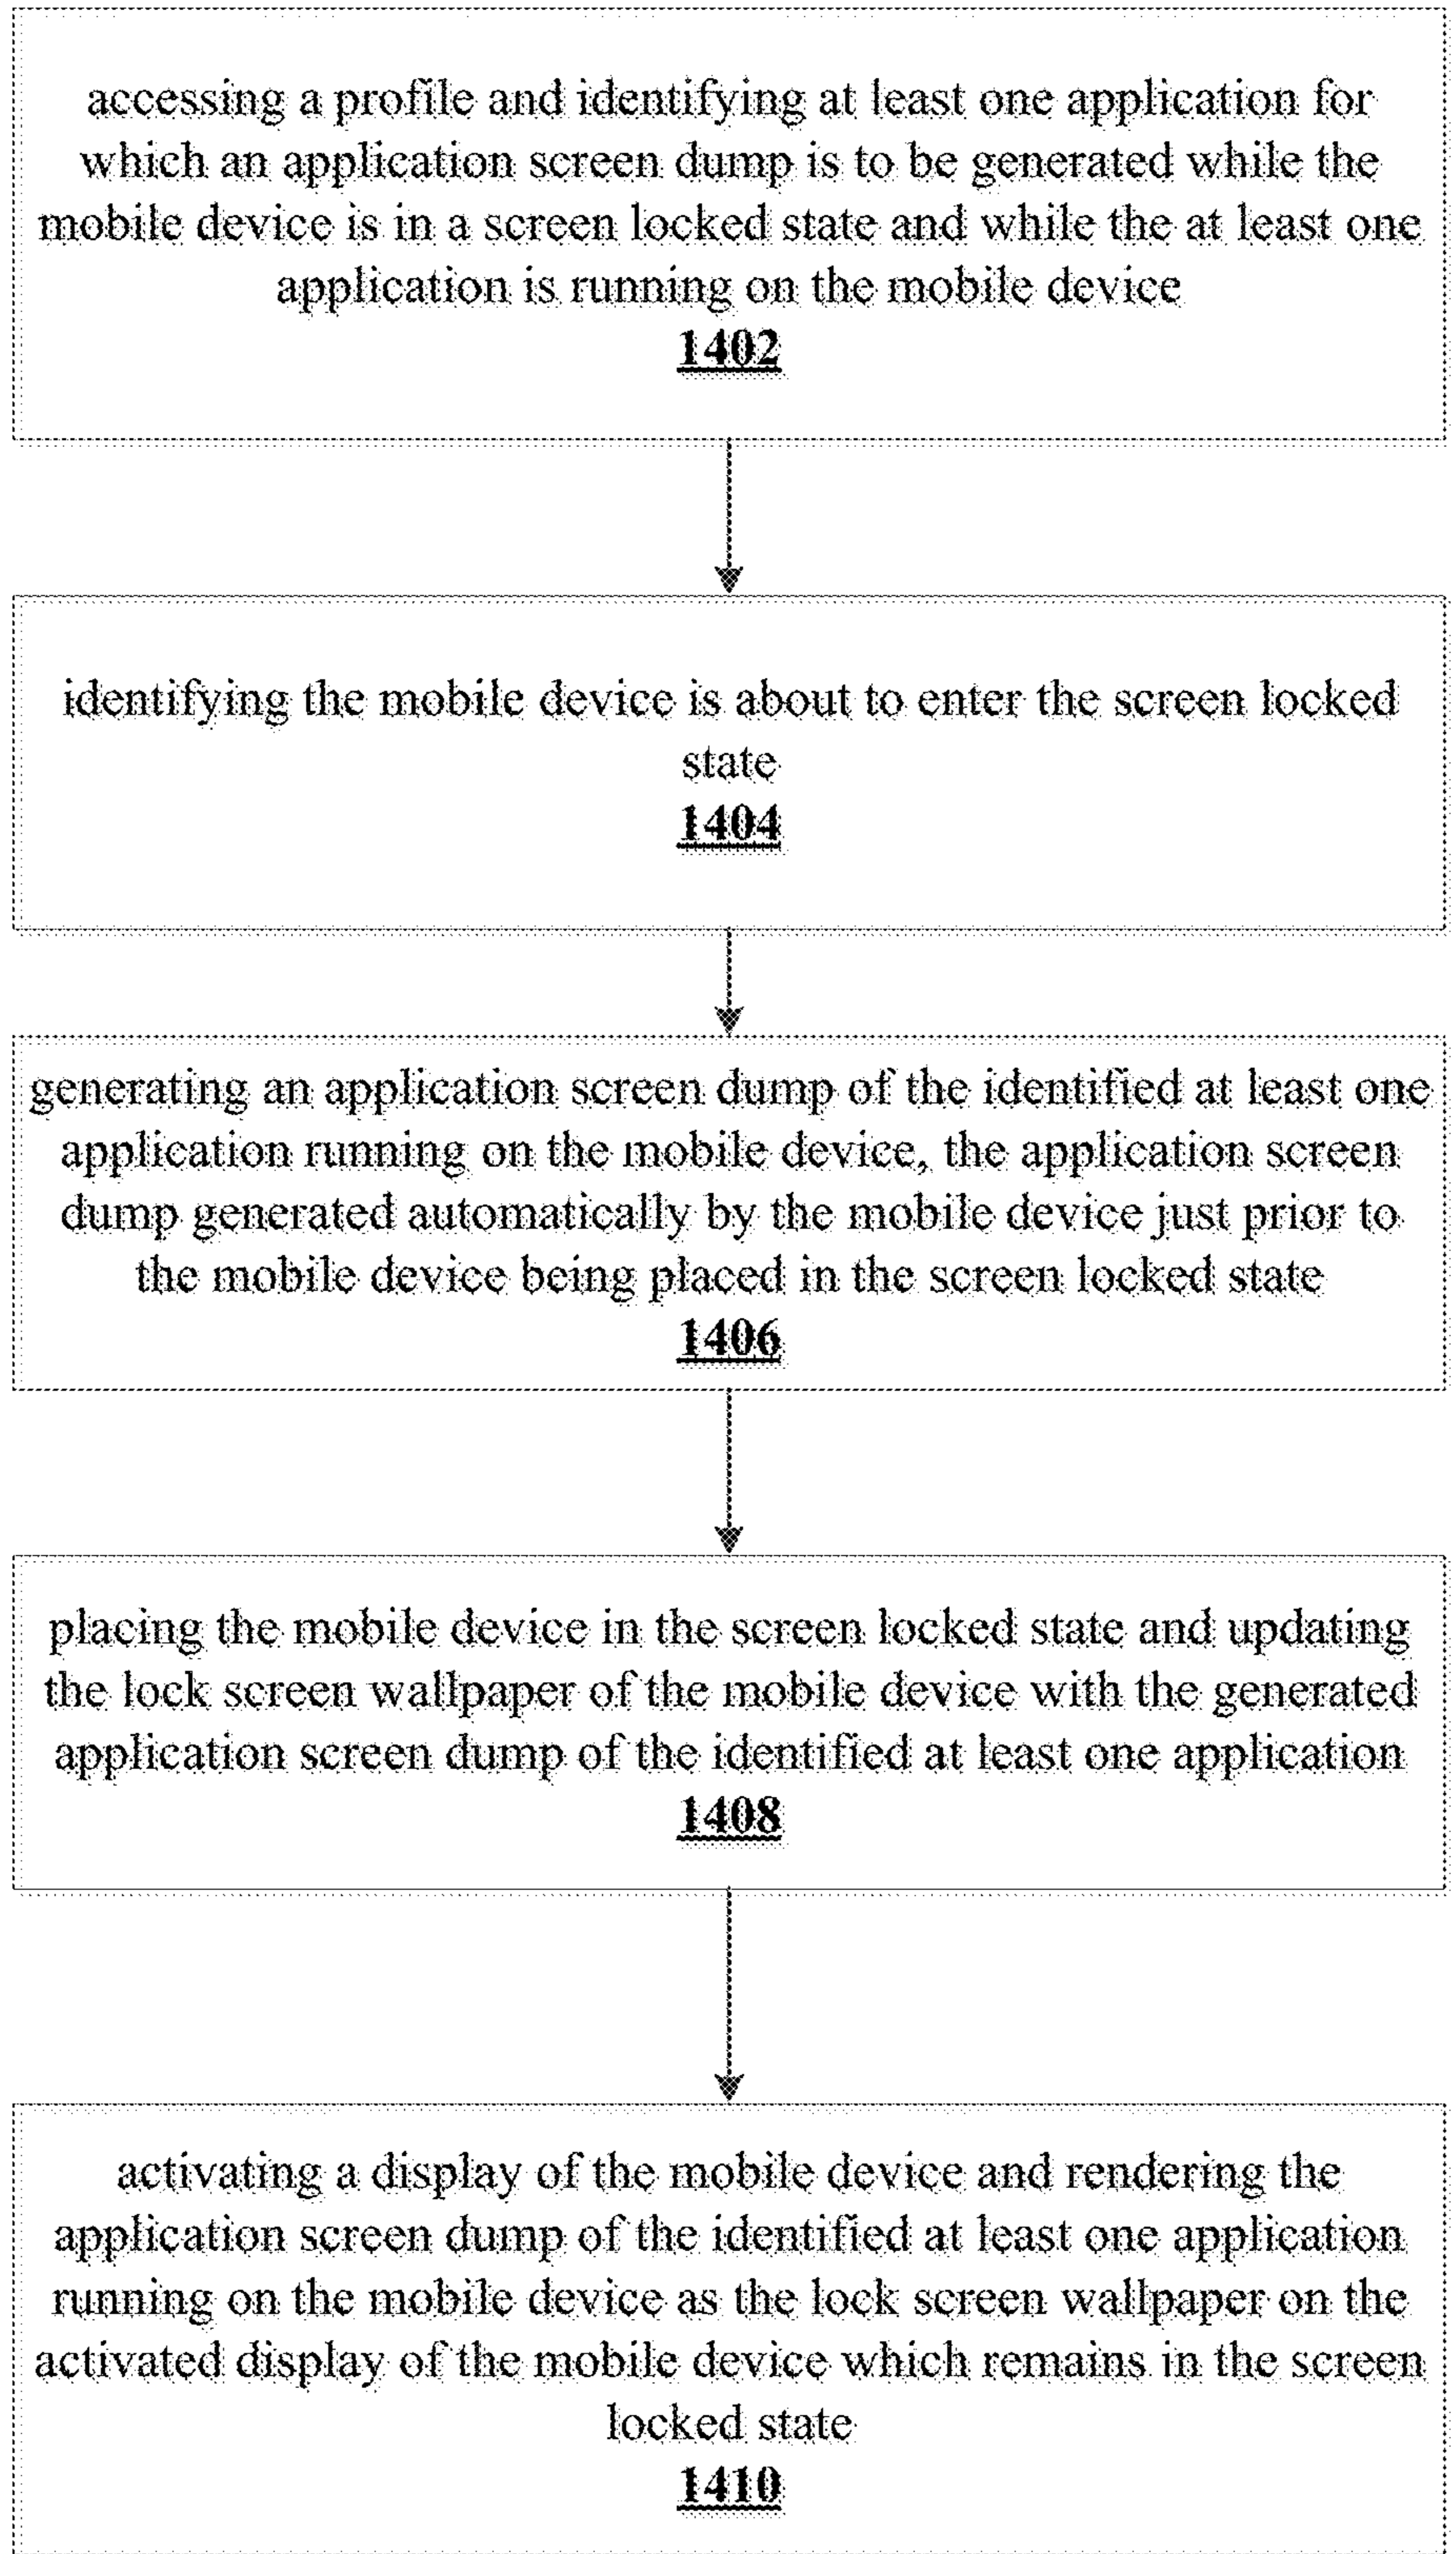 accessing a profile and identifying at least one application for
which an application screen dump is to be generated while the
mobile device is in a screen locked state and while the at least one
application is running on the mobile device
1402
identifying the mobile device is about to enter the screen locked
state
1404
generating an application screen dump of the identified at least one
application running on the mobile device, the application screen
dump generated automatically by the mobile device just prior to
the mobile device being placed in the screen locked state
1406
placing the mobile device in the screen locked state and updating
the lock screen wallpaper of the mobile device with the generated
application screen dump of the identified at least one application
1408
activating a display of the mobile device and rendering the
application screen dump of the identified at least one application
running on the mobile device as the lock screen wallpaper on the
activated display of the mobile device which remains in the screen
locked state
1410